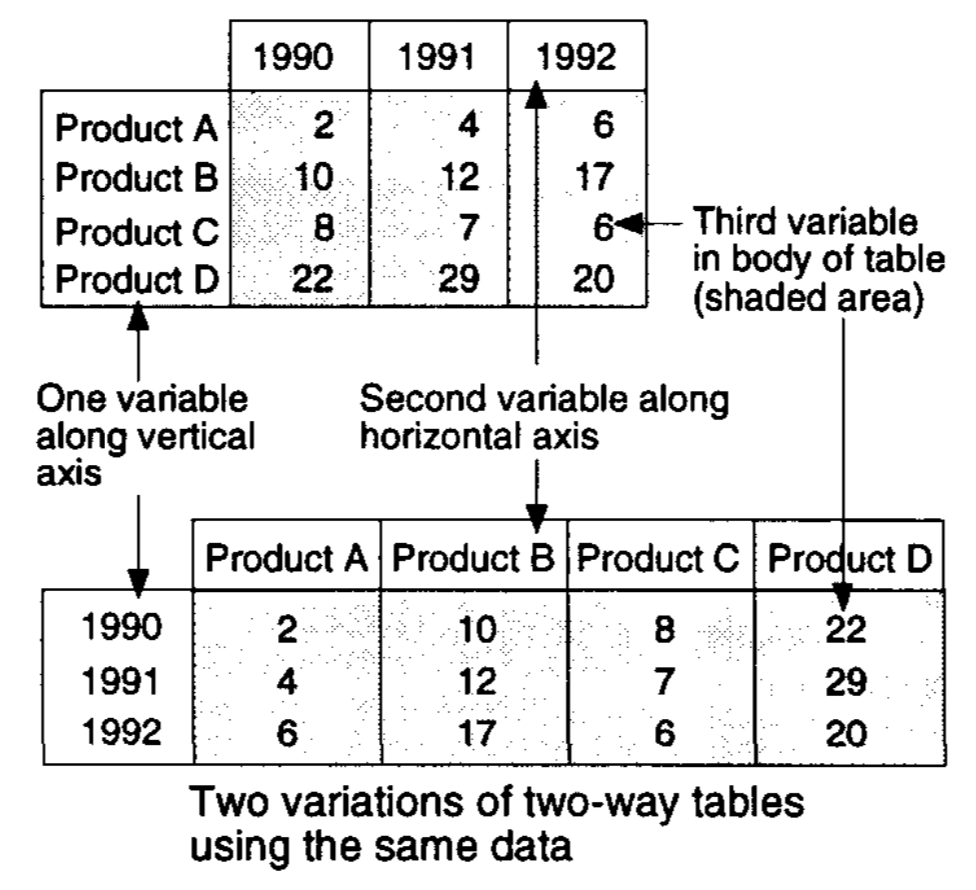 1990 1991 1992
Product A 2 4 6
Product B 10 12 17
Product C 8 7 6
Product D 22 29 20
Third variable
in body of table
(shaded area)
One variable
along vertical
axis
Second variable along
horizontal axis
Product A Product B Product C Product D
1990 2 10 8 22
1991 4 12 7 29
1992 6 17 6 20
Two variations of two-way tables
using the same data